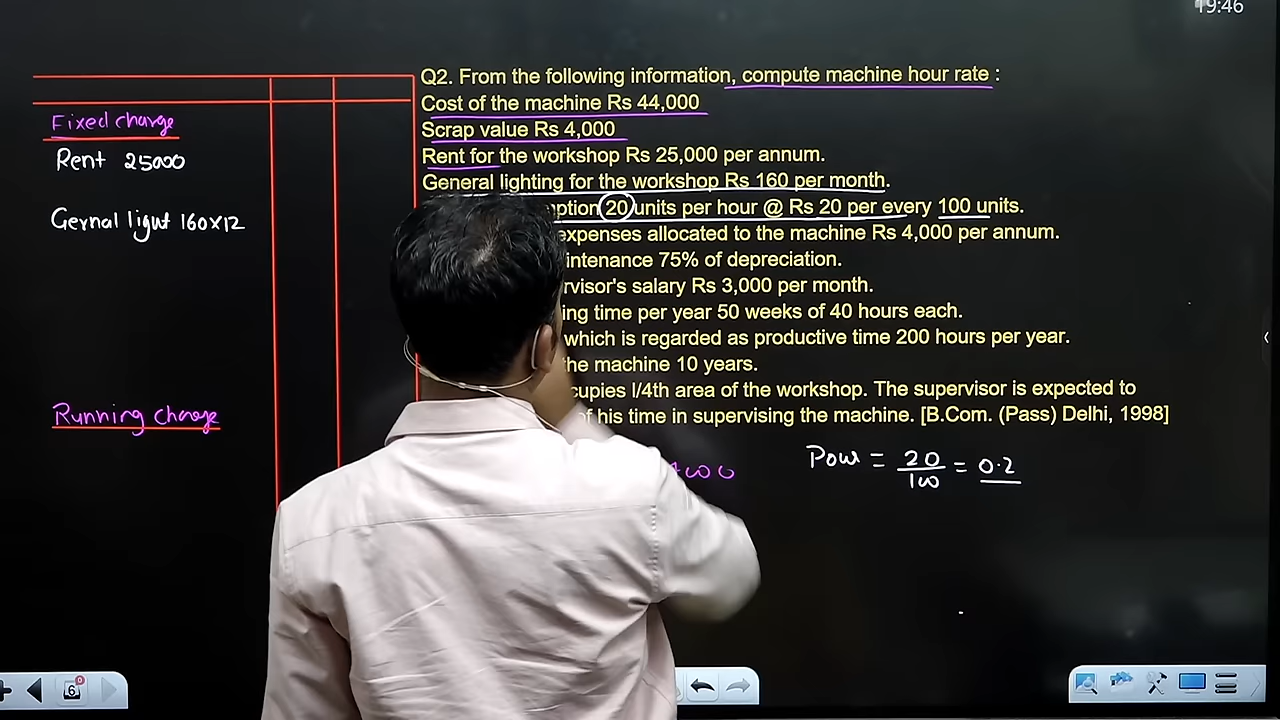 19:46
Q2. From the following information, compute machine hour rate :
Cost of the machine Rs 44,000
Scrap value Rs 4,000
Rent for the workshop Rs 25,000 per annum.
General lighting for the workshop Rs 160 per month.
20 units per hour @ Rs 20 per every 100 units.
expenses allocated to the machine Rs 4,000 per annum.
75% of depreciation.
salary Rs 3,000 per month.
time per year 50 weeks of 40 hours each.
which is regarded as productive time 200 hours per year.
the machine 10 years.
l/4th area of the workshop. The supervisor is expected to
of his time in supervising the machine. [B.Com. (Pass) Delhi, 1998]
Fixed charge
Rent 25000
Gernal light 160x12
Running charge
Pow = 20/100 = 0.2
6
0